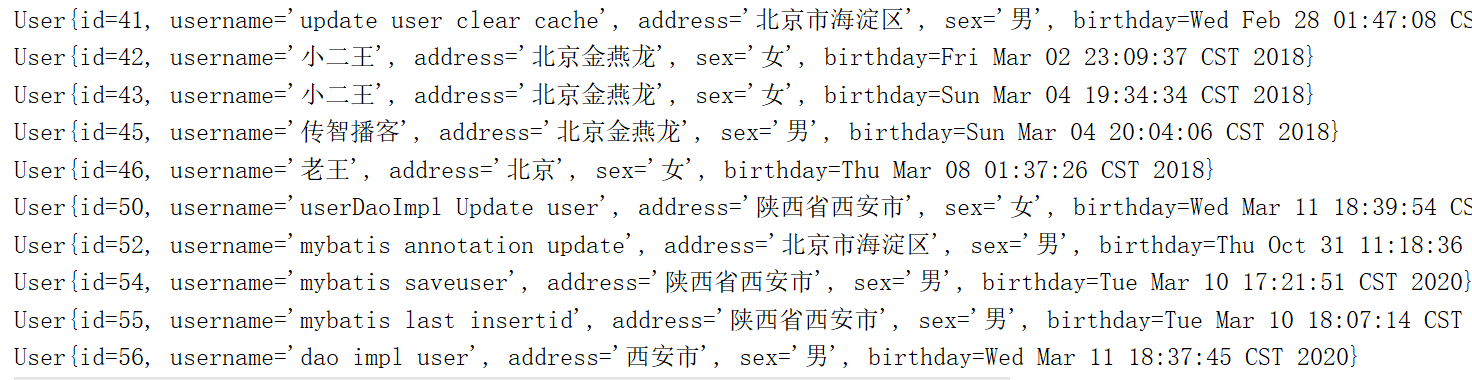 User{id=41, username='update user clear cache', address='北京市海淀区', sex='男', birthday=Wed Feb 28 01:47:08 CS
User{id=42, username='小二王', address='北京金燕龙', sex='女', birthday=Fri Mar 02 23:09:37 CST 2018}
User{id=43, username='小二王', address='北京金燕龙', sex='女', birthday=Sun Mar 04 19:34:34 CST 2018}
User{id=45, username='传智播客', address='北京金燕龙', sex='男', birthday=Sun Mar 04 20:04:06 CST 2018}
User{id=46, username='老王', address='北京', sex='女', birthday=Thu Mar 08 01:37:26 CST 2018}
User{id=50, username='userDaoImpl Update user', address='陕西省西安市', sex='女', birthday=Wed Mar 11 18:39:54 CS
User{id=52, username='mybatis annotation update', address='北京市海淀区', sex='男', birthday=Thu Oct 31 11:18:36
User{id=54, username='mybatis saveuser', address='陕西省西安市', sex='男', birthday=Tue Mar 10 17:21:51 CST 2020}
User{id=55, username='mybatis last insertid', address='陕西省西安市', sex='男', birthday=Tue Mar 10 18:07:14 CST
User{id=56, username='dao impl user', address='西安市', sex='男', birthday=Wed Mar 11 18:37:45 CST 2020}